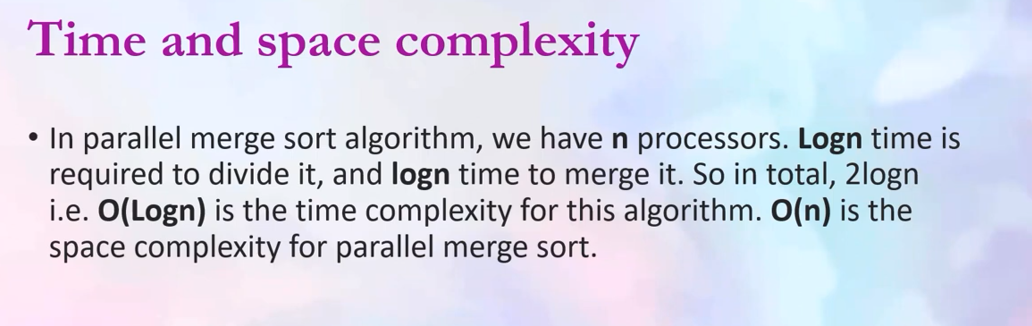 Time and space complexity
• In parallel merge sort algorithm, we have n processors. Logn time is
required to divide it, and logn time to merge it. So in total, 2logn
i.e. O(Logn) is the time complexity for this algorithm. O(n) is the
space complexity for parallel merge sort.